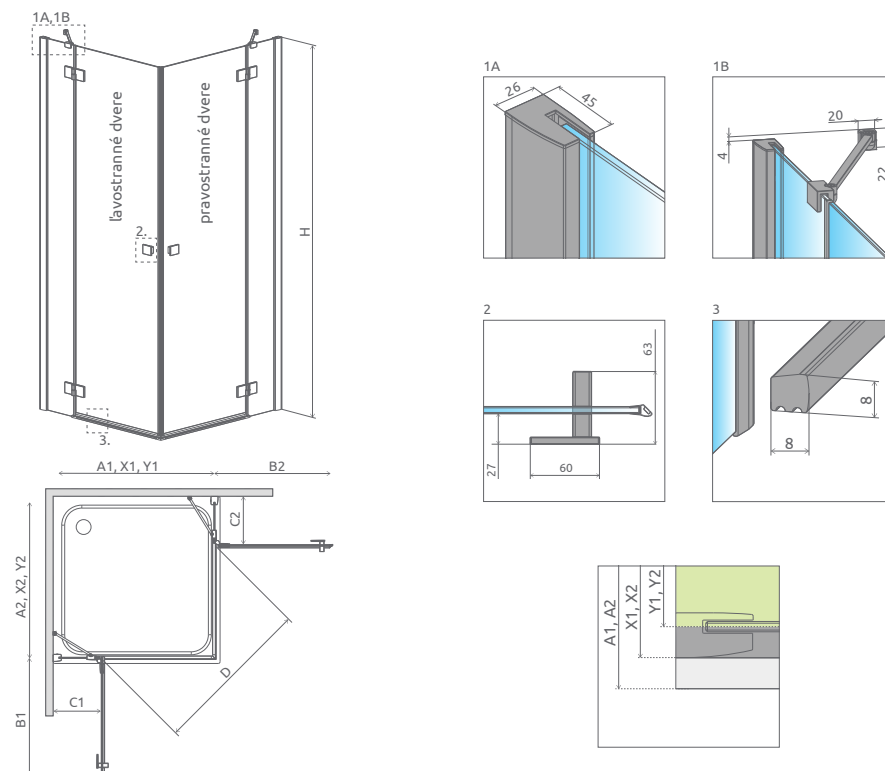 1A,1B
ľavostranné dvere
pravostranné dvere
2.
H
3.
A1, X1, Y1
B2
A2, X2, Y2
C2
D
C1
B1
1A
26
45
1B
20
4
22
2
63
27
60
3
8
8
A1, A2
X1, X2
Y1, Y2